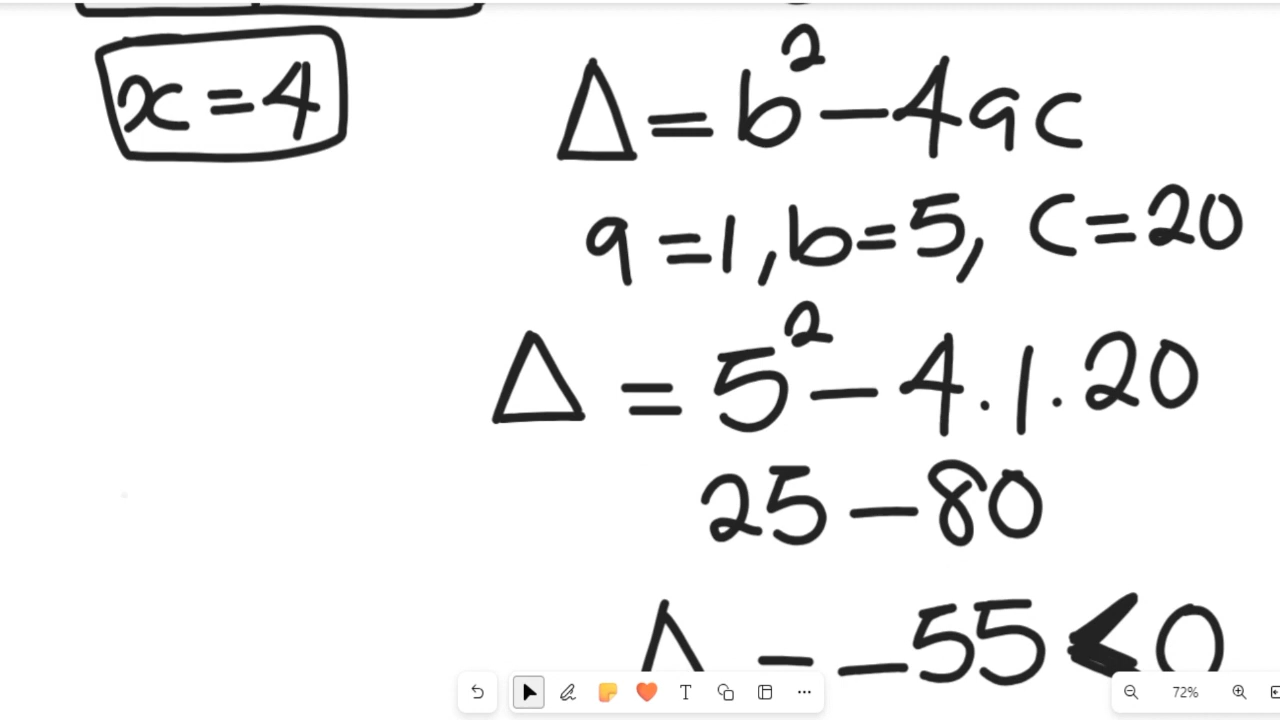 x = 4
Δ = b² − 4ac
a = 1, b = 5, c = 20
Δ = 5² − 4 . 1 . 20
25 − 80
Δ = −55 < 0
T
72%